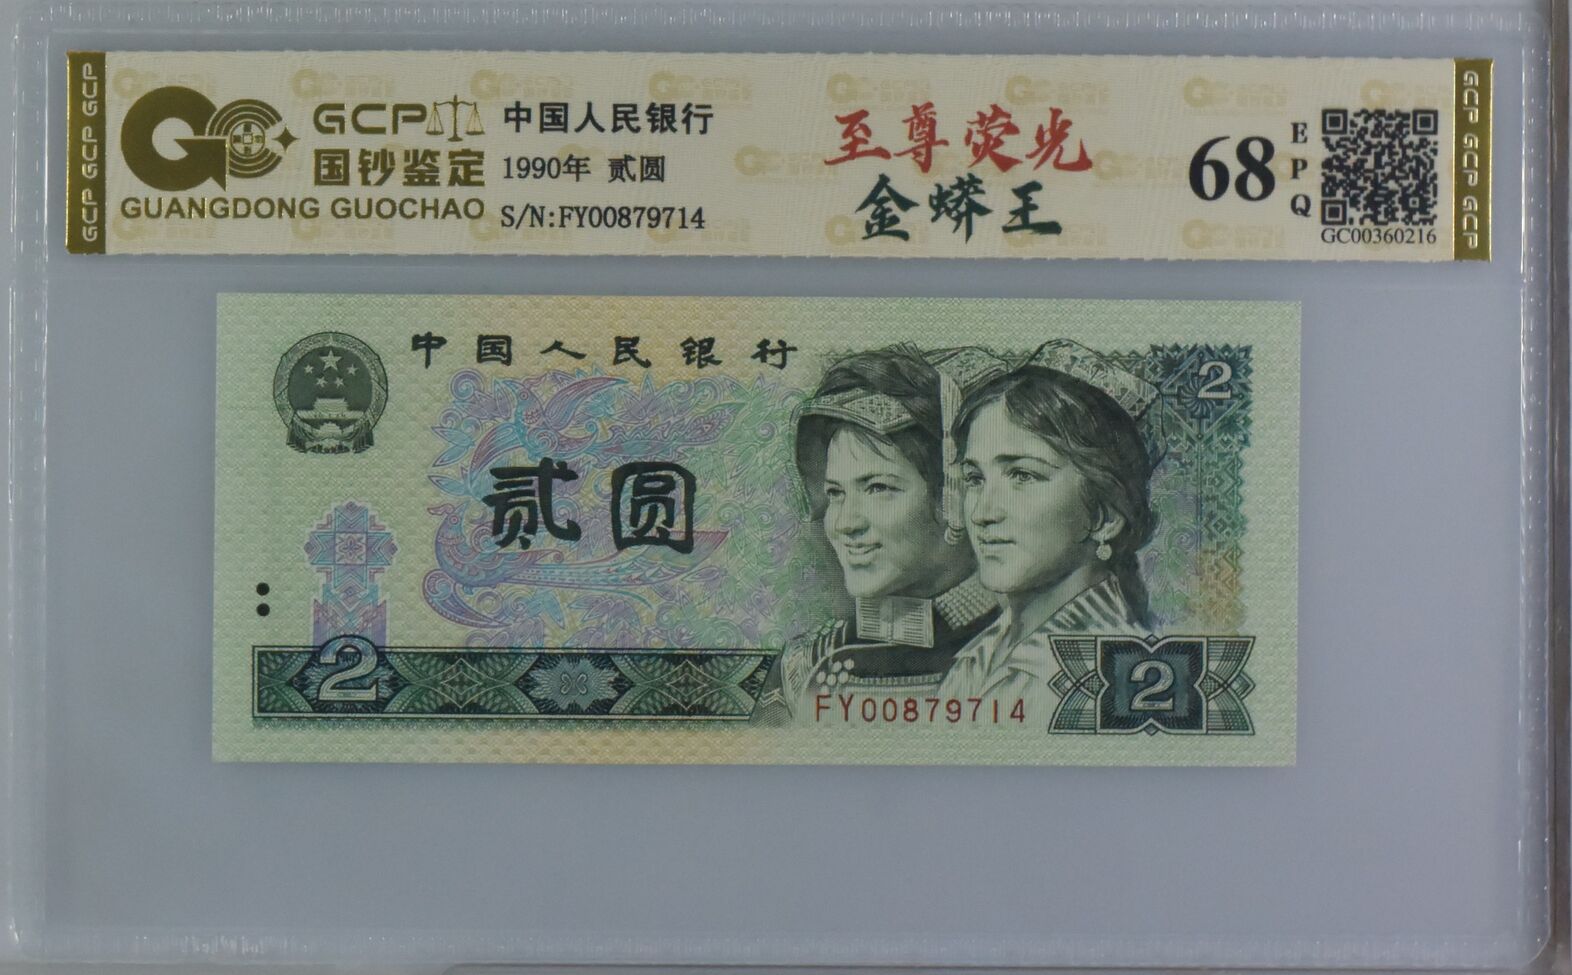 GCP GCP GCP
GCP
国钞鉴定
GUANGDONG GUOCHAO
中国人民银行
1990年 贰圆
S/N:FY00879714
至尊荧光
金蟒王
68
E
P
Q
GC00360216
GCP GCP GCP
中国人民银行
贰圆
2
2
2
FY00879714